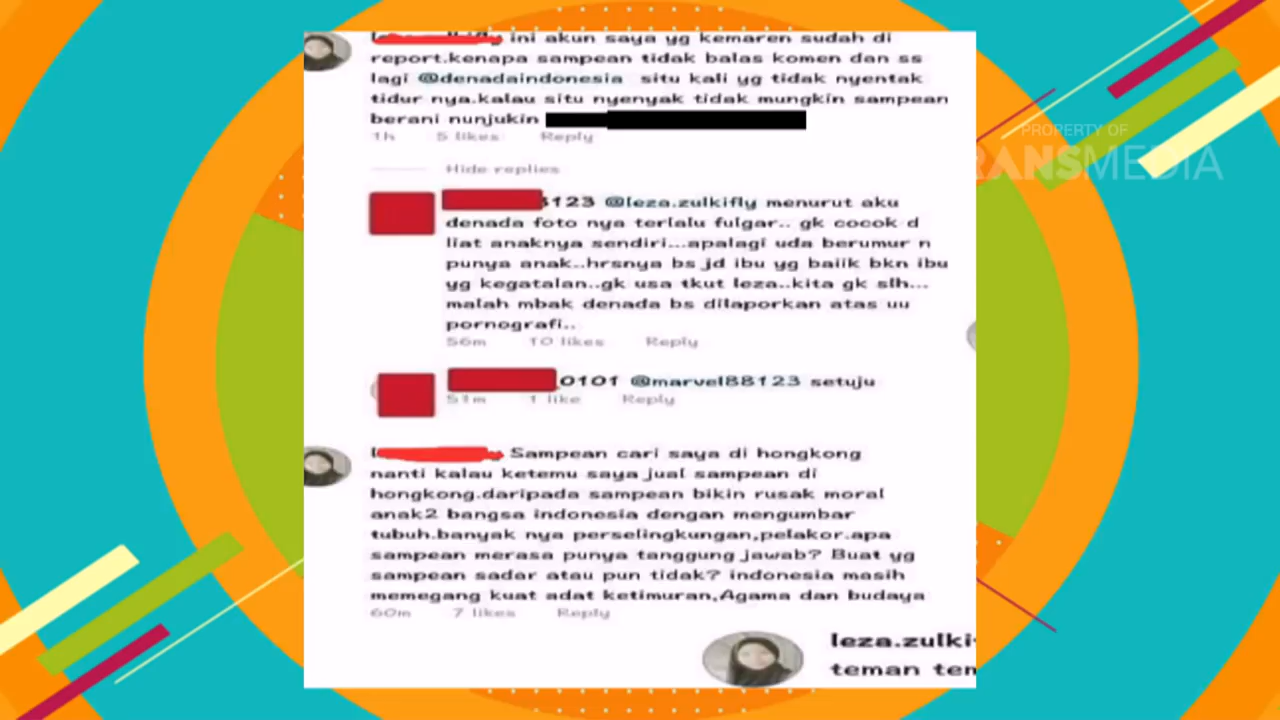 ini akun saya yg kemaren sudah di
report.kenapa sampean tidak balas komen dan ss
lagi @denadaindonesia situ kali yg tidak nyentak
tidur nya.kalau situ nyenyak tidak mungkin sampean
berani nunjukin
1h 5 likes Reply
Hide replies
123 @leza.zulkifly menurut aku
denada foto nya terlalu fulgar.. gk cocok d
liat anaknya sendiri...apalagi uda berumur n
punya anak..hrsnya bs jd ibu yg baiik bkn ibu
yg kegatalan..gk usa tkut leza..kita gk slh...
malah mbak denada bs dilaporkan atas uu
pornografi..
56m 10 likes Reply
0101 @marvel88123 setuju
51m 1 like Reply
Sampean cari saya di hongkong
nanti kalau ketemu saya jual sampean di
hongkong.daripada sampean bikin rusak moral
anak2 bangsa indonesia dengan mengumbar
tubuh.banyak nya perselingkungan,pelakor.apa
sampean merasa punya tanggung jawab? Buat yg
sampean sadar atau pun tidak? indonesia masih
memegang kuat adat ketimuran,Agama dan budaya
60m 7 likes Reply
leza.zulki
teman tem
PROPERTY OF
RANSMEDIA